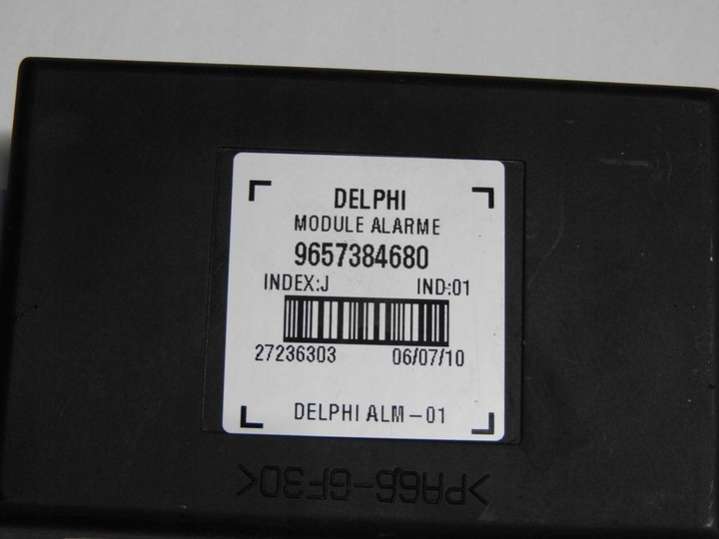 DELPHI
MODULE ALARME
9657384680
INDEX:J IND:01
27236303 06/07/10
DELPHI ALM-01
>PA66-GF30<